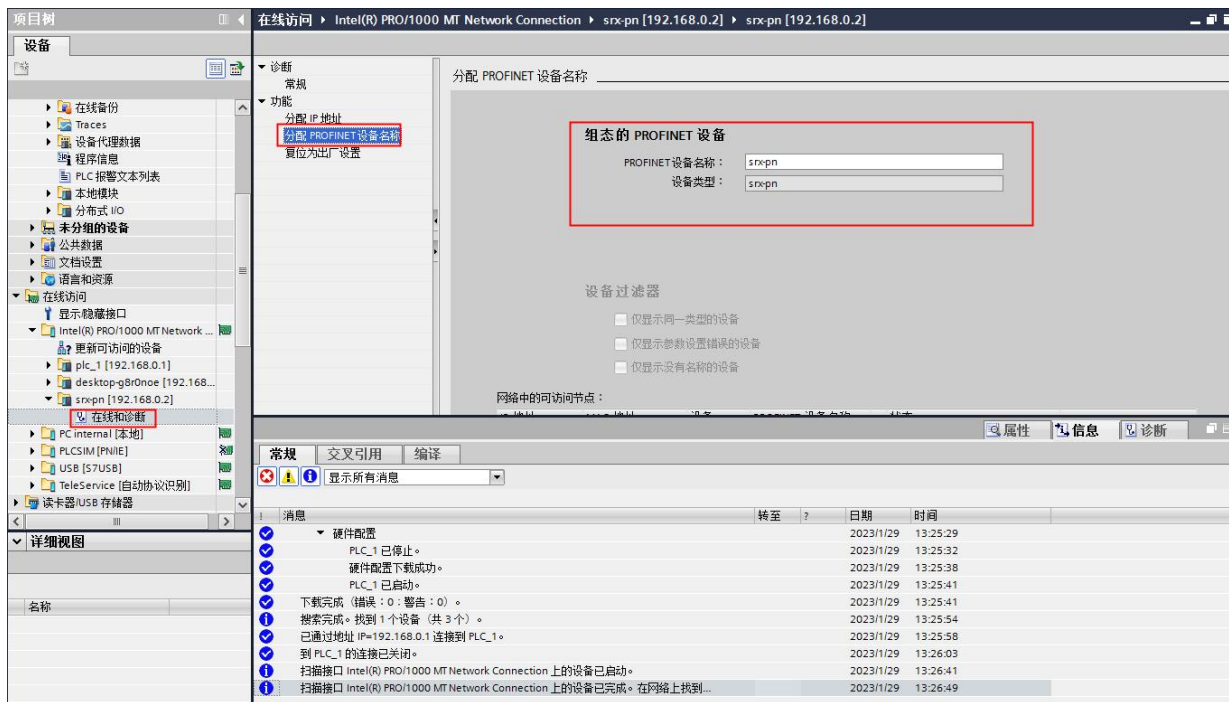 项目树
在线访问 ▸ Intel(R) PRO/1000 MT Network Connection ▸ srx-pn [192.168.0.2] ▸ srx-pn [192.168.0.2]
设备
在线备份
Traces
设备代理数据
程序信息
PLC 报警文本列表
本地模块
分布式 I/O
未分组的设备
公共数据
文档设置
语言和资源
在线访问
显示/隐藏接口
Intel(R) PRO/1000 MT Network ...
更新可访问的设备
plc_1 [192.168.0.1]
desktop-g8r0noe [192.168...
srx-pn [192.168.0.2]
在线和诊断
PC internal [本地]
PLCSIM [PN/IE]
USB [S7USB]
TeleService [自动协议识别]
读卡器/USB 存储器
详细视图
名称
诊断
常规
功能
分配 IP 地址
分配 PROFINET 设备名称
复位为出厂设置
分配 PROFINET 设备名称
组态的 PROFINET 设备
PROFINET 设备名称： srx-pn
设备类型： srx-pn
设备过滤器
仅显示同一类型的设备
仅显示参数设置错误的设备
仅显示没有名称的设备
网络中的可访问节点：
属性 信息 诊断
常规 交叉引用 编译
显示所有消息
! 消息 转至 ? 日期 时间
硬件配置 2023/1/29 13:25:29
PLC_1 已停止。 2023/1/29 13:25:32
硬件配置下载成功。 2023/1/29 13:25:38
PLC_1 已启动。 2023/1/29 13:25:41
下载完成（错误：0；警告：0）。 2023/1/29 13:25:41
搜索完成。找到 1 个设备（共 3 个）。 2023/1/29 13:25:54
已通过地址 IP=192.168.0.1 连接到 PLC_1。 2023/1/29 13:25:58
到 PLC_1 的连接已关闭。 2023/1/29 13:26:03
扫描接口 Intel(R) PRO/1000 MT Network Connection 上的设备已启动。 2023/1/29 13:26:41
扫描接口 Intel(R) PRO/1000 MT Network Connection 上的设备已完成。在网络上找到... 2023/1/29 13:26:49